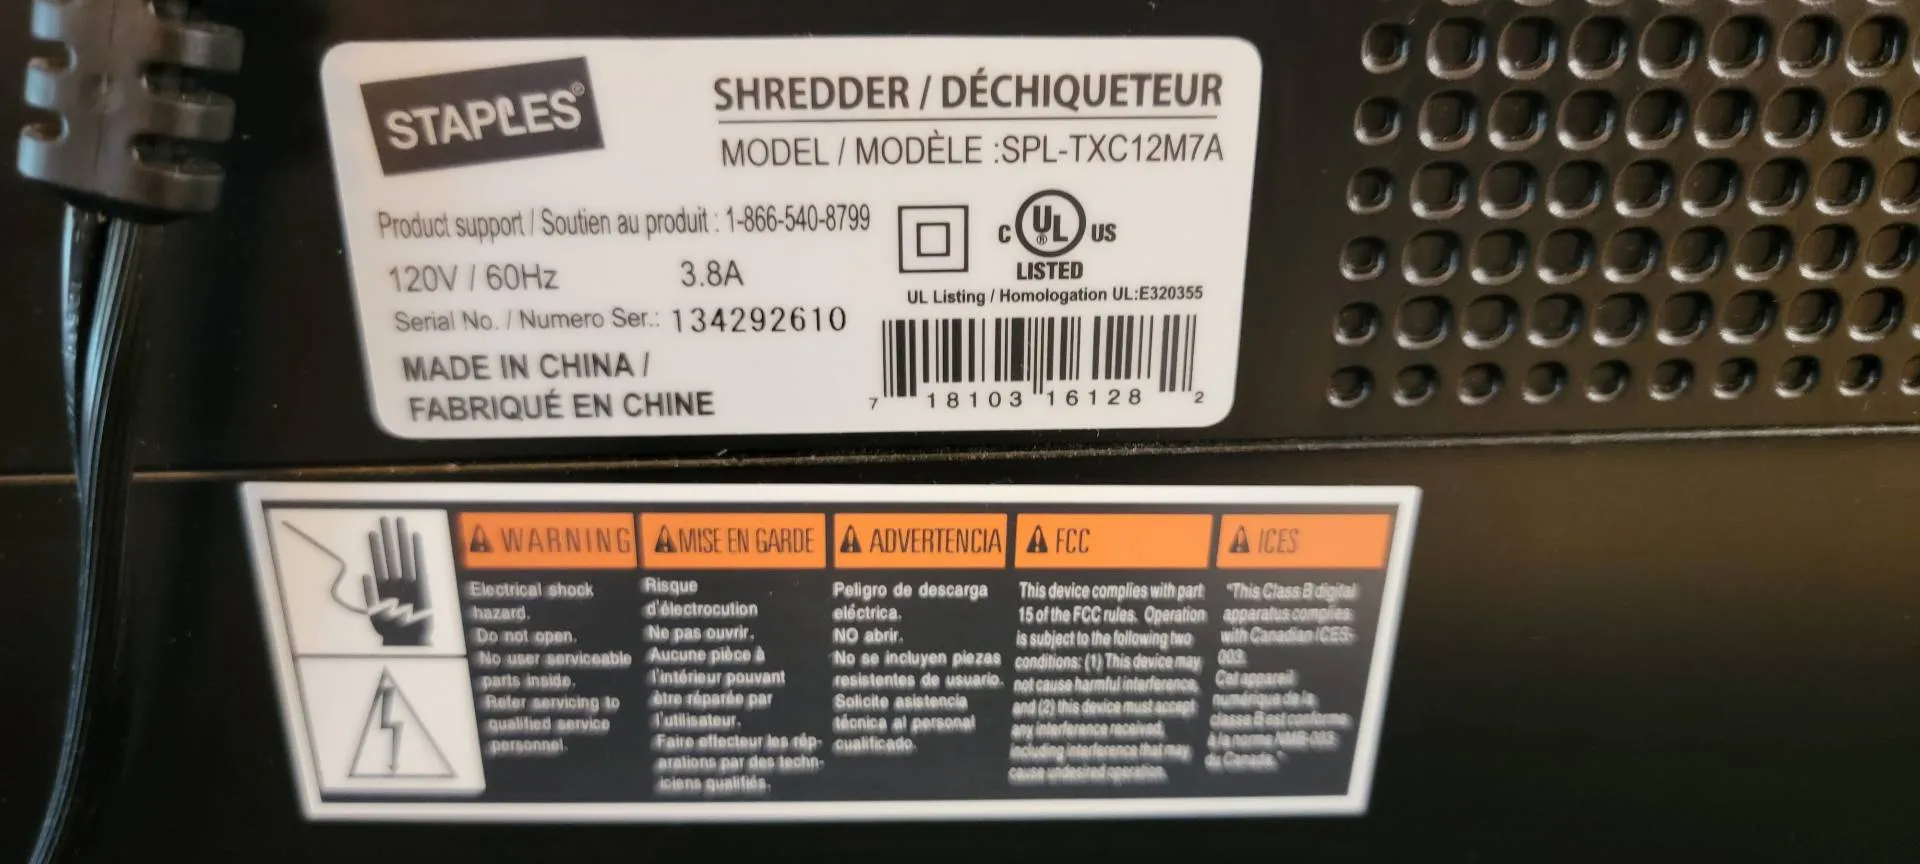 STAPLES®
SHREDDER / DÉCHIQUETEUR
MODEL / MODÈLE :SPL-TXC12M7A
Product support / Soutien au produit : 1-866-540-8799
120V / 60Hz 3.8A
Serial No. / Numero Ser.: 134292610
MADE IN CHINA /
FABRIQUÉ EN CHINE
C UL® US
LISTED
UL Listing / Homologation UL:E320355
7 18103 16128 2
WARNING
Electrical shock
hazard.
Do not open.
No user serviceable
parts inside.
Refer servicing to
qualified service
personnel.
MISE EN GARDE
Risque
d'électrocution
Ne pas ouvrir.
Aucune pièce à
l'intérieur pouvant
être réparée par
l'utilisateur.
Faire effecteur les rép-
arations par des techn-
iciens qualifiés.
ADVERTENCIA
Peligro de descarga
eléctrica.
NO abrir.
No se incluyen piezas
resistentes de usuario.
Solicite asistencia
técnica al personal
cualificado.
FCC
This device complies with part
15 of the FCC rules. Operation
is subject to the following two
conditions: (1) This device may
not cause harmful interference,
and (2) this device must accept
any interference received,
including interference that may
cause undesired operation.
ICES
"This Class B digital
apparatus complies
with Canadian ICES-
003.
Cet appareil
numérique de la
classe B est conforme
à la norme NMB-003
du Canada."